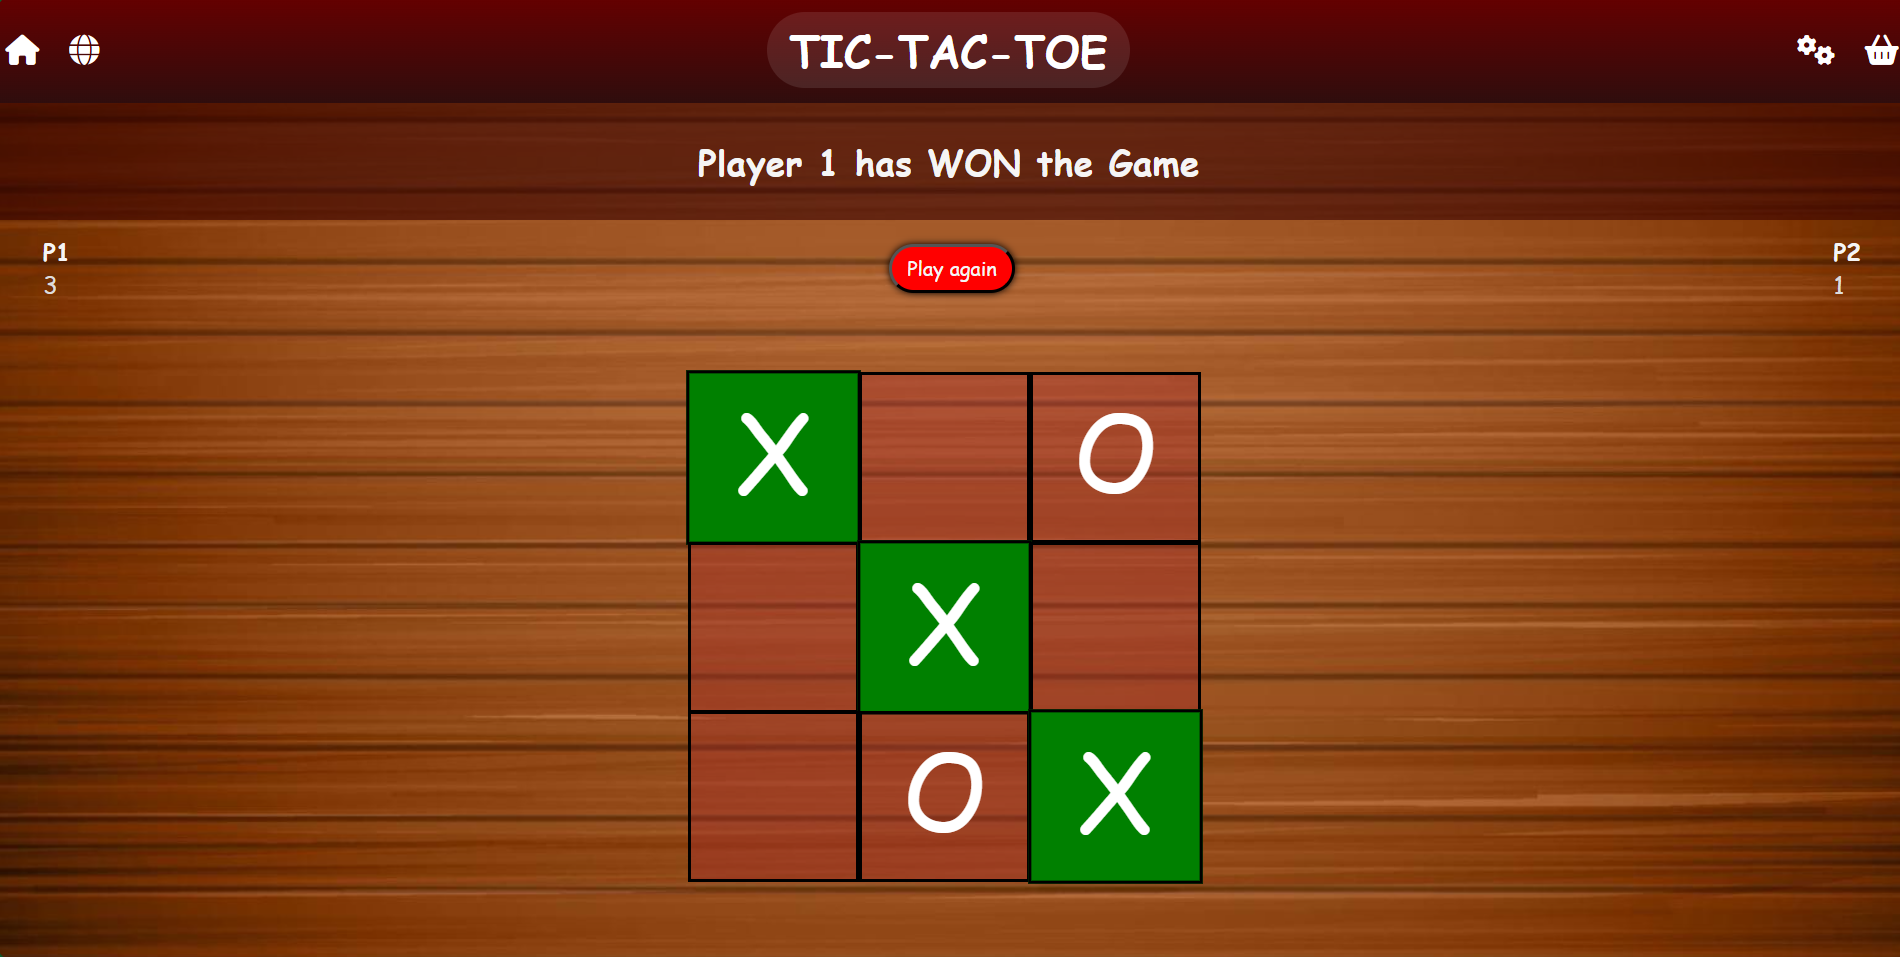 TIC-TAC-TOE
Player 1 has WON the Game
P1
3
Play again
P2
1
X O
X
O X